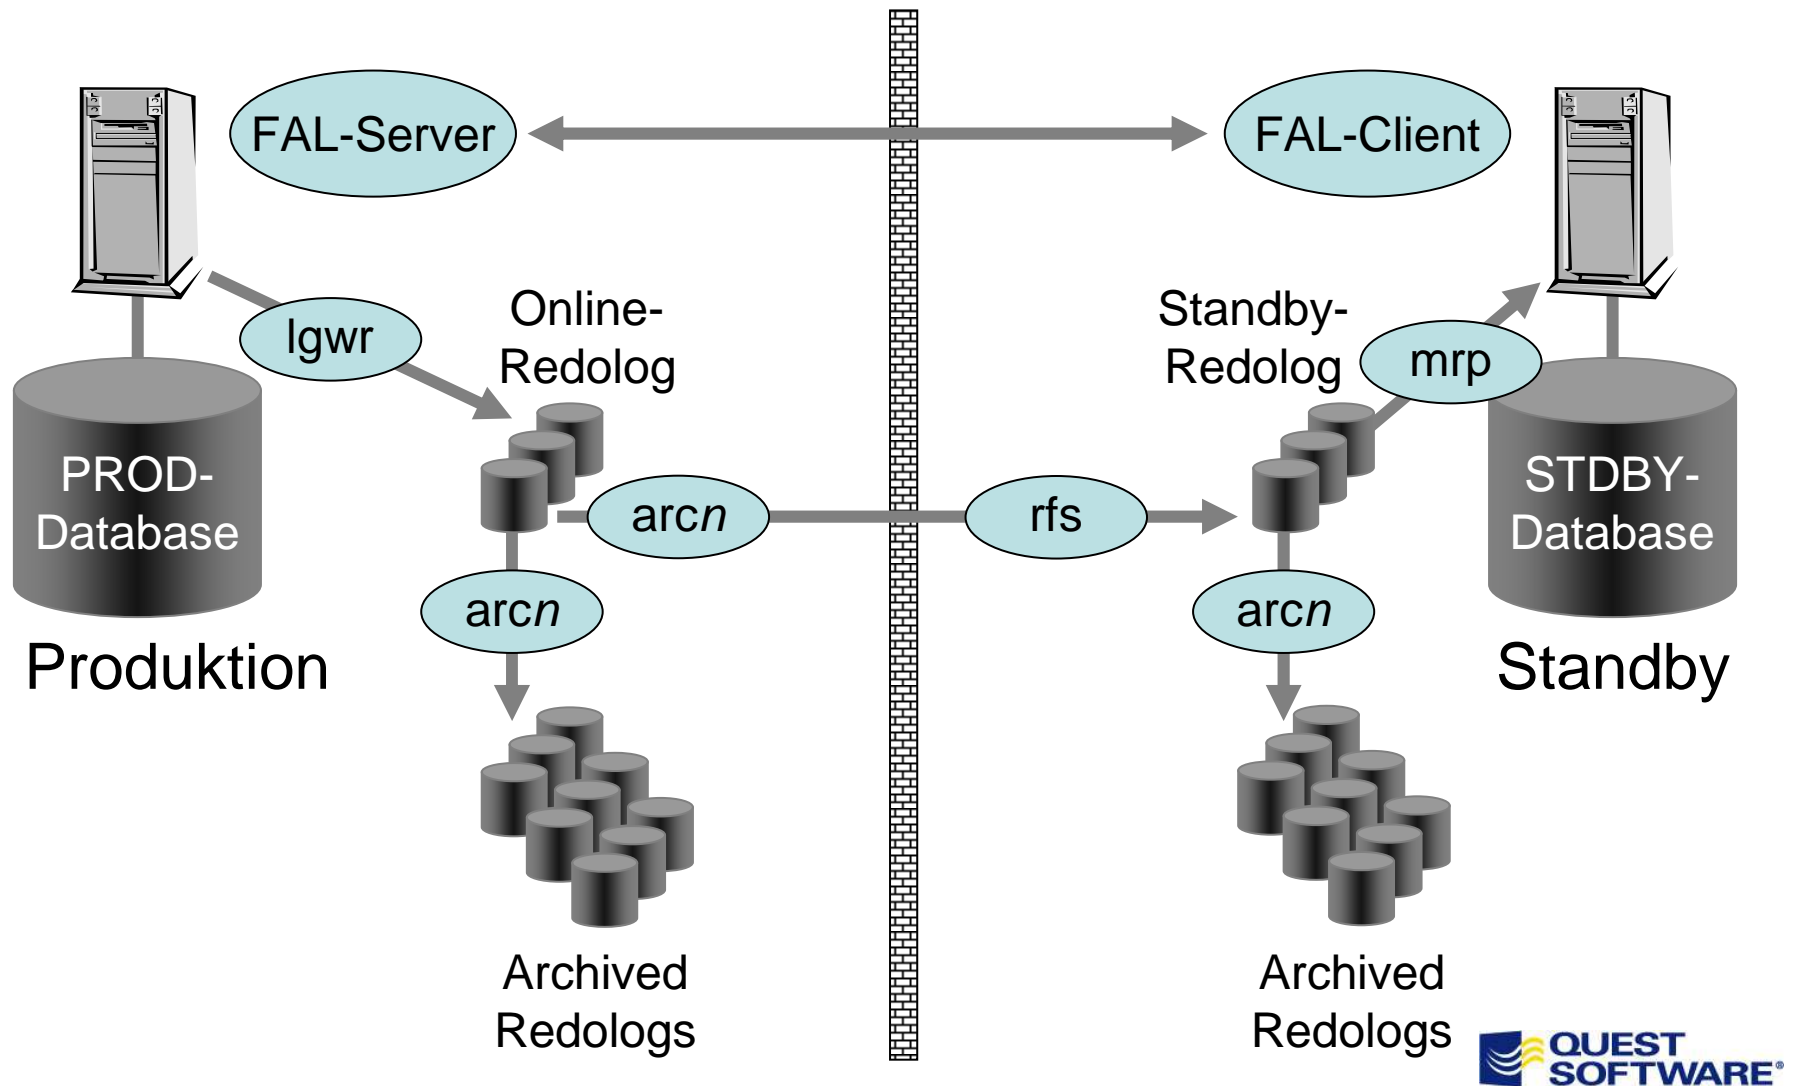 FAL-Server
FAL-Client
lgwr
Online-
Redolog
Standby-
Redolog
mrp
PROD-
Database
arcn
rfs
STDBY-
Database
arcn
arcn
Produktion
Standby
Archived
Redologs
Archived
Redologs
QUEST
SOFTWARE®